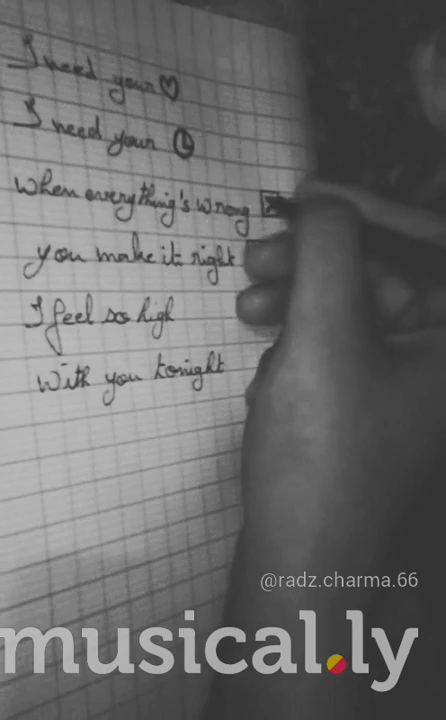 I need your ♡
I need your
when everything's wrong
you make it right
I feel so high
With you tonight
@radz.charma.66
musical.ly